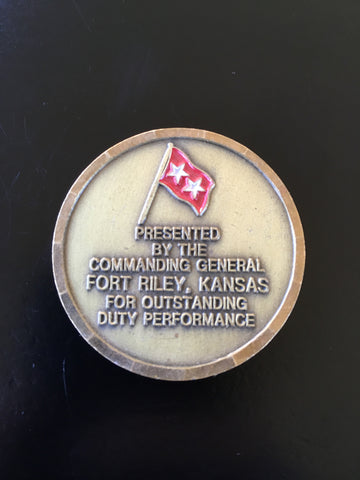 PRESENTED
BY THE
COMMANDING GENERAL
FORT RILEY, KANSAS
FOR OUTSTANDING
DUTY PERFORMANCE